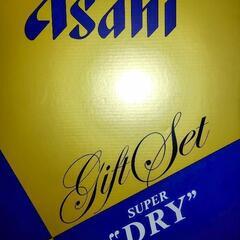 Asahi
Gift Set
SUPER
"DRY"